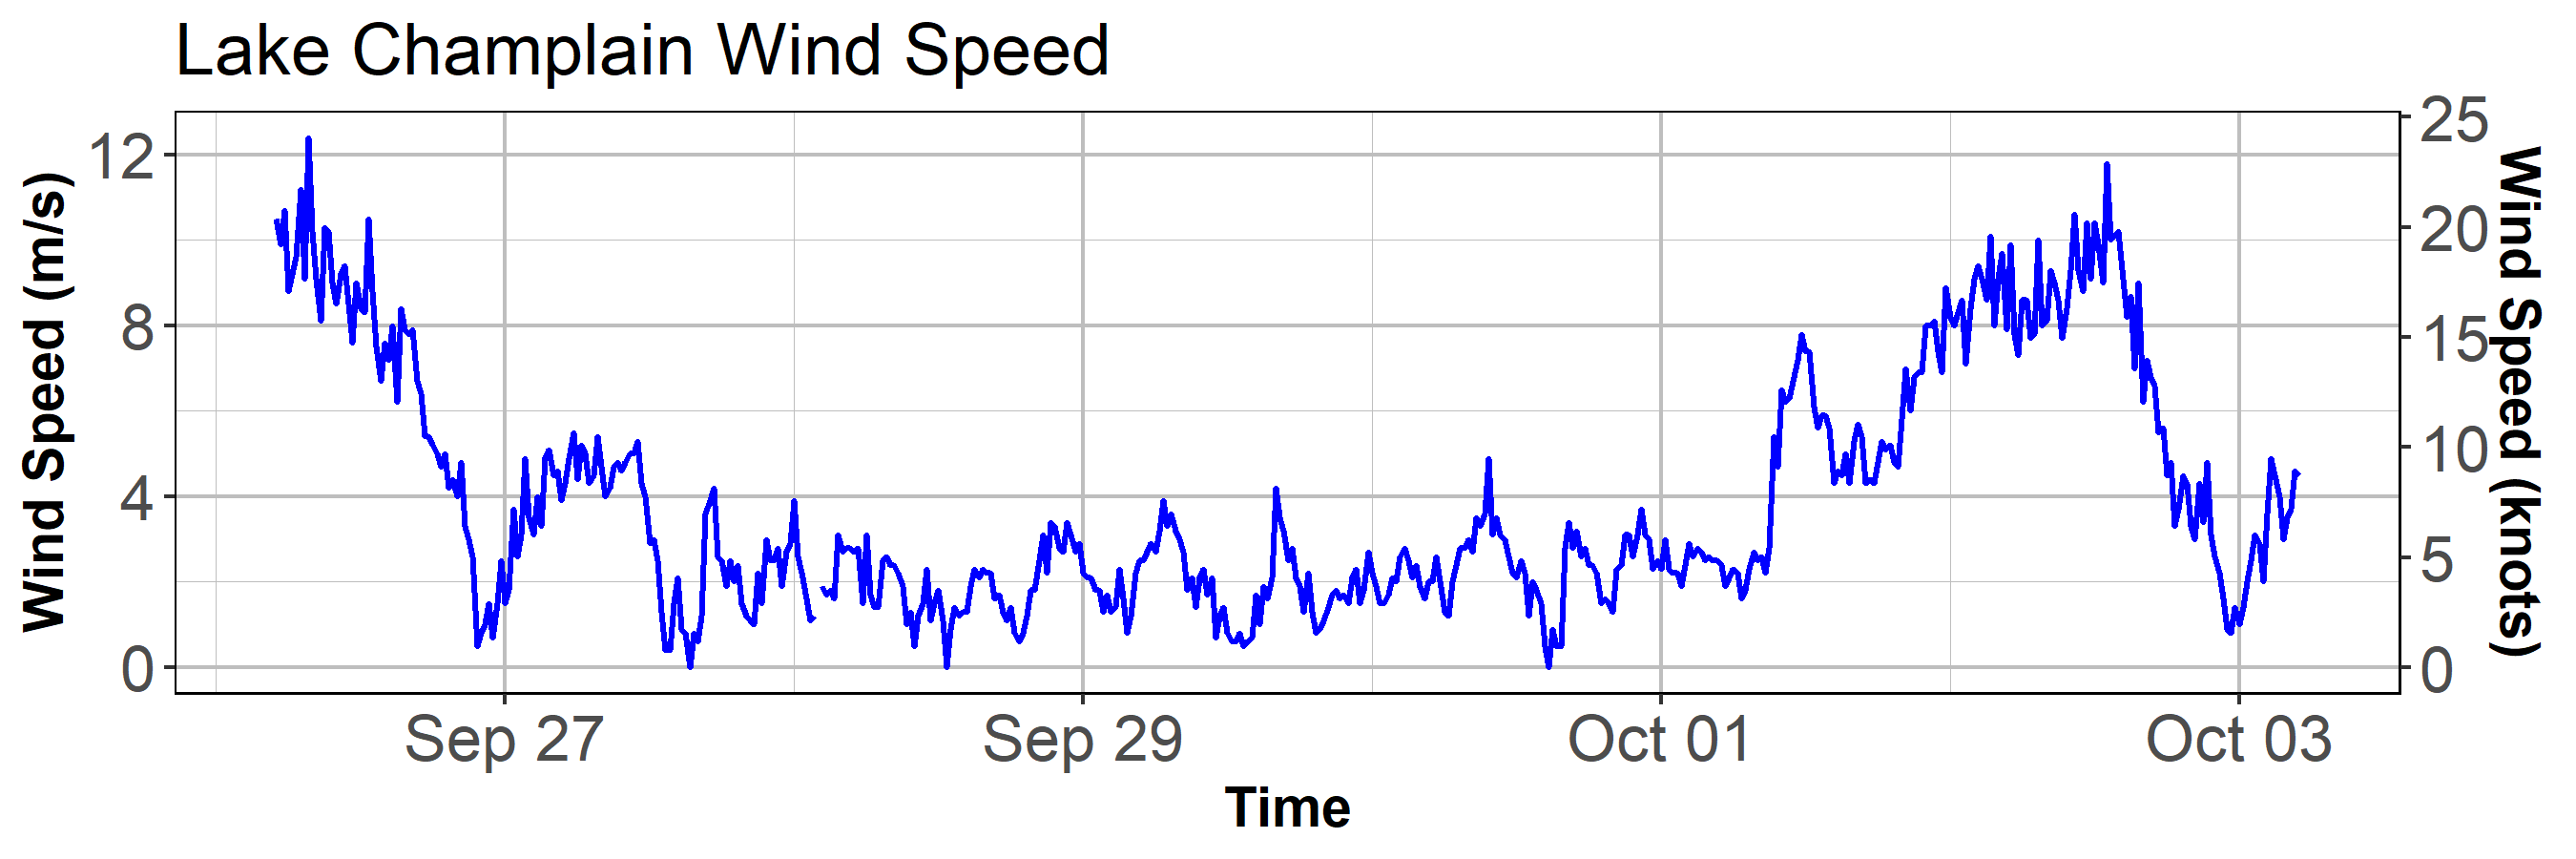 Lake Champlain Wind Speed
Wind Speed (m/s)
12
8
4
0
25
20
15
10
5
0
Wind Speed (knots)
Sep 27
Sep 29
Oct 01
Oct 03
Time